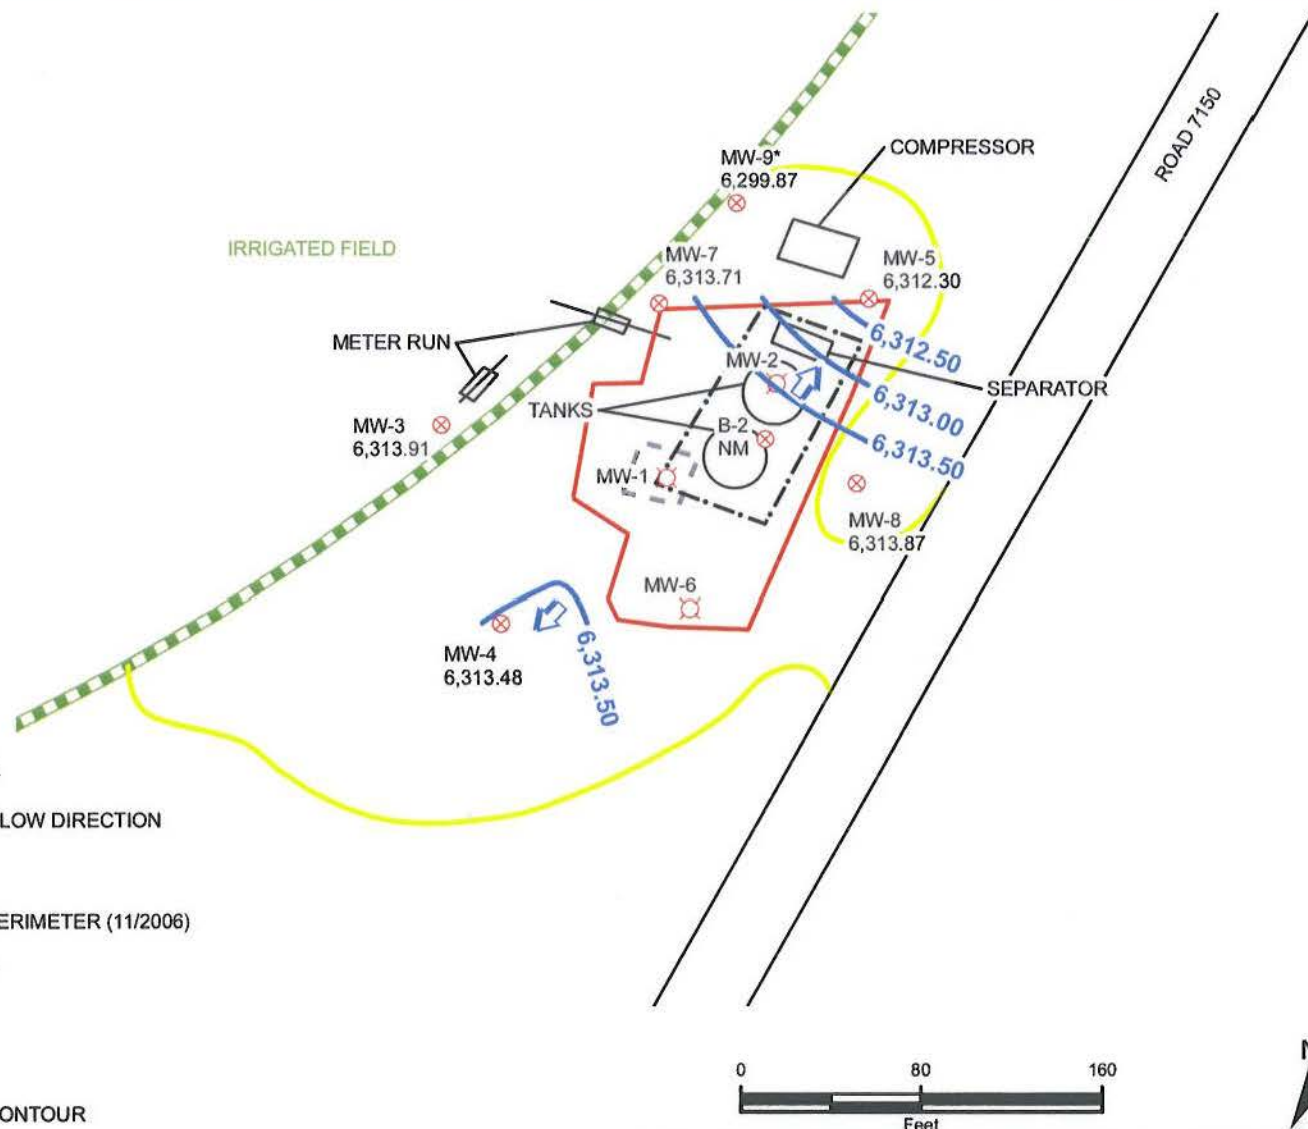 ROAD 7150
COMPRESSOR
MW-9*
6,299.87
IRRIGATED FIELD
MW-7
6,313.71
MW-5
6,312.30
METER RUN
6,312.50
MW-2
SEPARATOR
6,313.00
TANKS
MW-3
6,313.91
B-2
NM
6,313.50
MW-1
MW-8
6,313.87
MW-6
MW-4
6,313.48
6,313.50
LOW DIRECTION
ERIMETER (11/2006)
ONTOUR
0 80 160
Feet
N